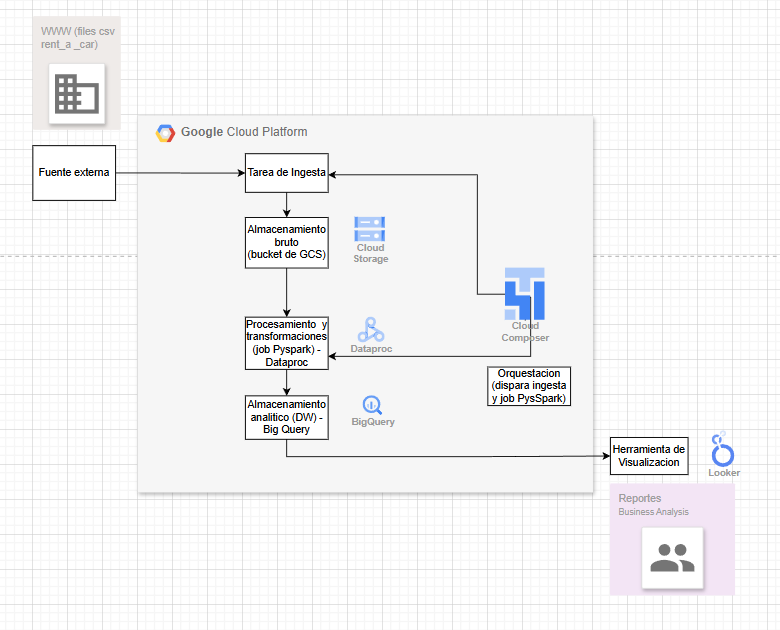 WWW (files csv
rent_a _car)
Google Cloud Platform
Fuente externa
Tarea de Ingesta
Almacenamiento
bruto
(bucket de GCS)
Cloud
Storage
Cloud
Composer
Procesamiento y
transformaciones
(job Pyspark) -
Dataproc
Dataproc
Orquestacion
(dispara ingesta
y job PysSpark)
Almacenamiento
analitico (DW) -
Big Query
BigQuery
Herramienta de
Visualizacion
Looker
Reportes
Business Analysis